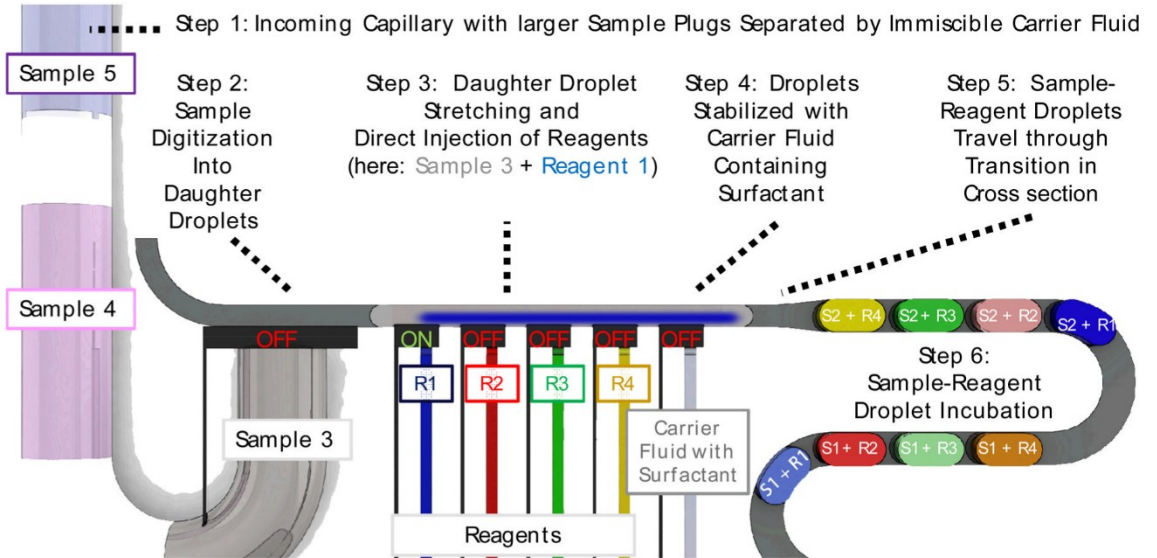 Step 1: Incoming Capillary with larger Sample Plugs Separated by Immiscible Carrier Fluid
Sample 5
Step 2:
Sample
Digitization
Into
Daughter
Droplets
Step 3: Daughter Droplet
Stretching and
Direct Injection of Reagents
(here: Sample 3 + Reagent 1)
Step 4: Droplets
Stabilized with
Carrier Fluid
Containing
Surfactant
Step 5: Sample-
Reagent Droplets
Travel through
Transition in
Cross section
Sample 4
OFF
ON
OFF
OFF
OFF
OFF
S2 + R4
S2 + R3
S2 + R2
S2 + R1
R1
R2
R3
R4
Step 6:
Sample-Reagent
Droplet Incubation
Sample 3
Carrier
Fluid with
Surfactant
S1 + R1
S1 + R2
S1 + R3
S1 + R4
Reagents